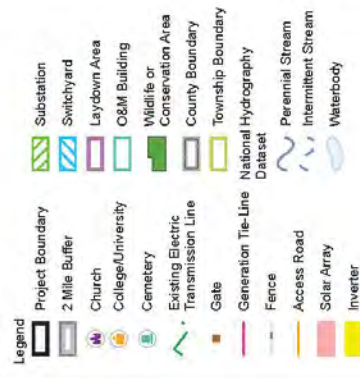 Legend
Project Boundary
2 Mile Buffer
Church
College/University
Cemetery
Existing Electric
Transmission Line
Gate
Generation Tie-Line
Fence
Access Road
Solar Array
Inverter
Substation
Switchyard
Laydown Area
O&M Building
Wildlife or
Conservation Area
County Boundary
Township Boundary
National Hydrography
Dataset
Perennial Stream
Intermittent Stream
Waterbody